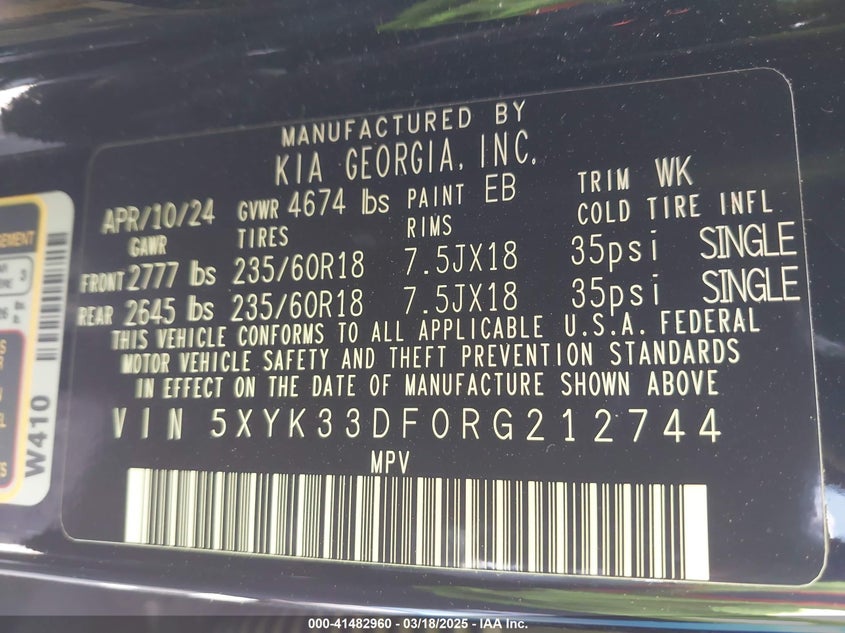 MANUFACTURED BY
KIA GEORGIA, INC.
APR/10/24 GVWR 4674 lbs PAINT EB TRIM WK
GAWR TIRES RIMS COLD TIRE INFL
FRONT 2777 lbs 235/60R18 7.5JX18 35psi SINGLE
REAR 2645 lbs 235/60R18 7.5JX18 35psi SINGLE
THIS VEHICLE CONFORMS TO ALL APPLICABLE U.S.A. FEDERAL
MOTOR VEHICLE SAFETY AND THEFT PREVENTION STANDARDS
IN EFFECT ON THE DATE OF MANUFACTURE SHOWN ABOVE
VIN 5XYK33DF0RG212744
MPV
W410
000-41482960 — 03/18/2025 — IAA Inc.